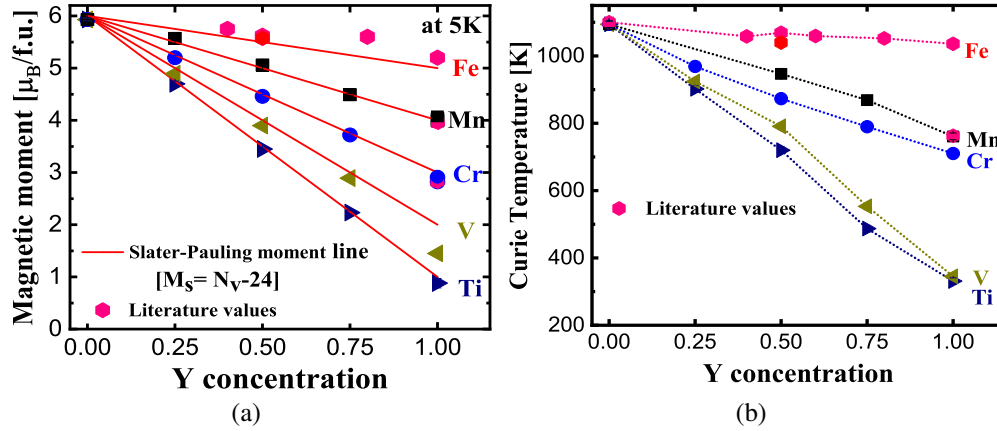 at 5K
Magnetic moment [μB/f.u.]
6
5
4
3
2
1
0
Fe
Mn
Cr
V
Ti
Slater-Pauling moment line
[Ms= Nv-24]
Literature values
0.00 0.25 0.50 0.75 1.00
Y concentration
(a)
Curie Temperature [K]
1000
800
600
400
200
Fe
Mn
Cr
V
Ti
Literature values
0.00 0.25 0.50 0.75 1.00
Y concentration
(b)